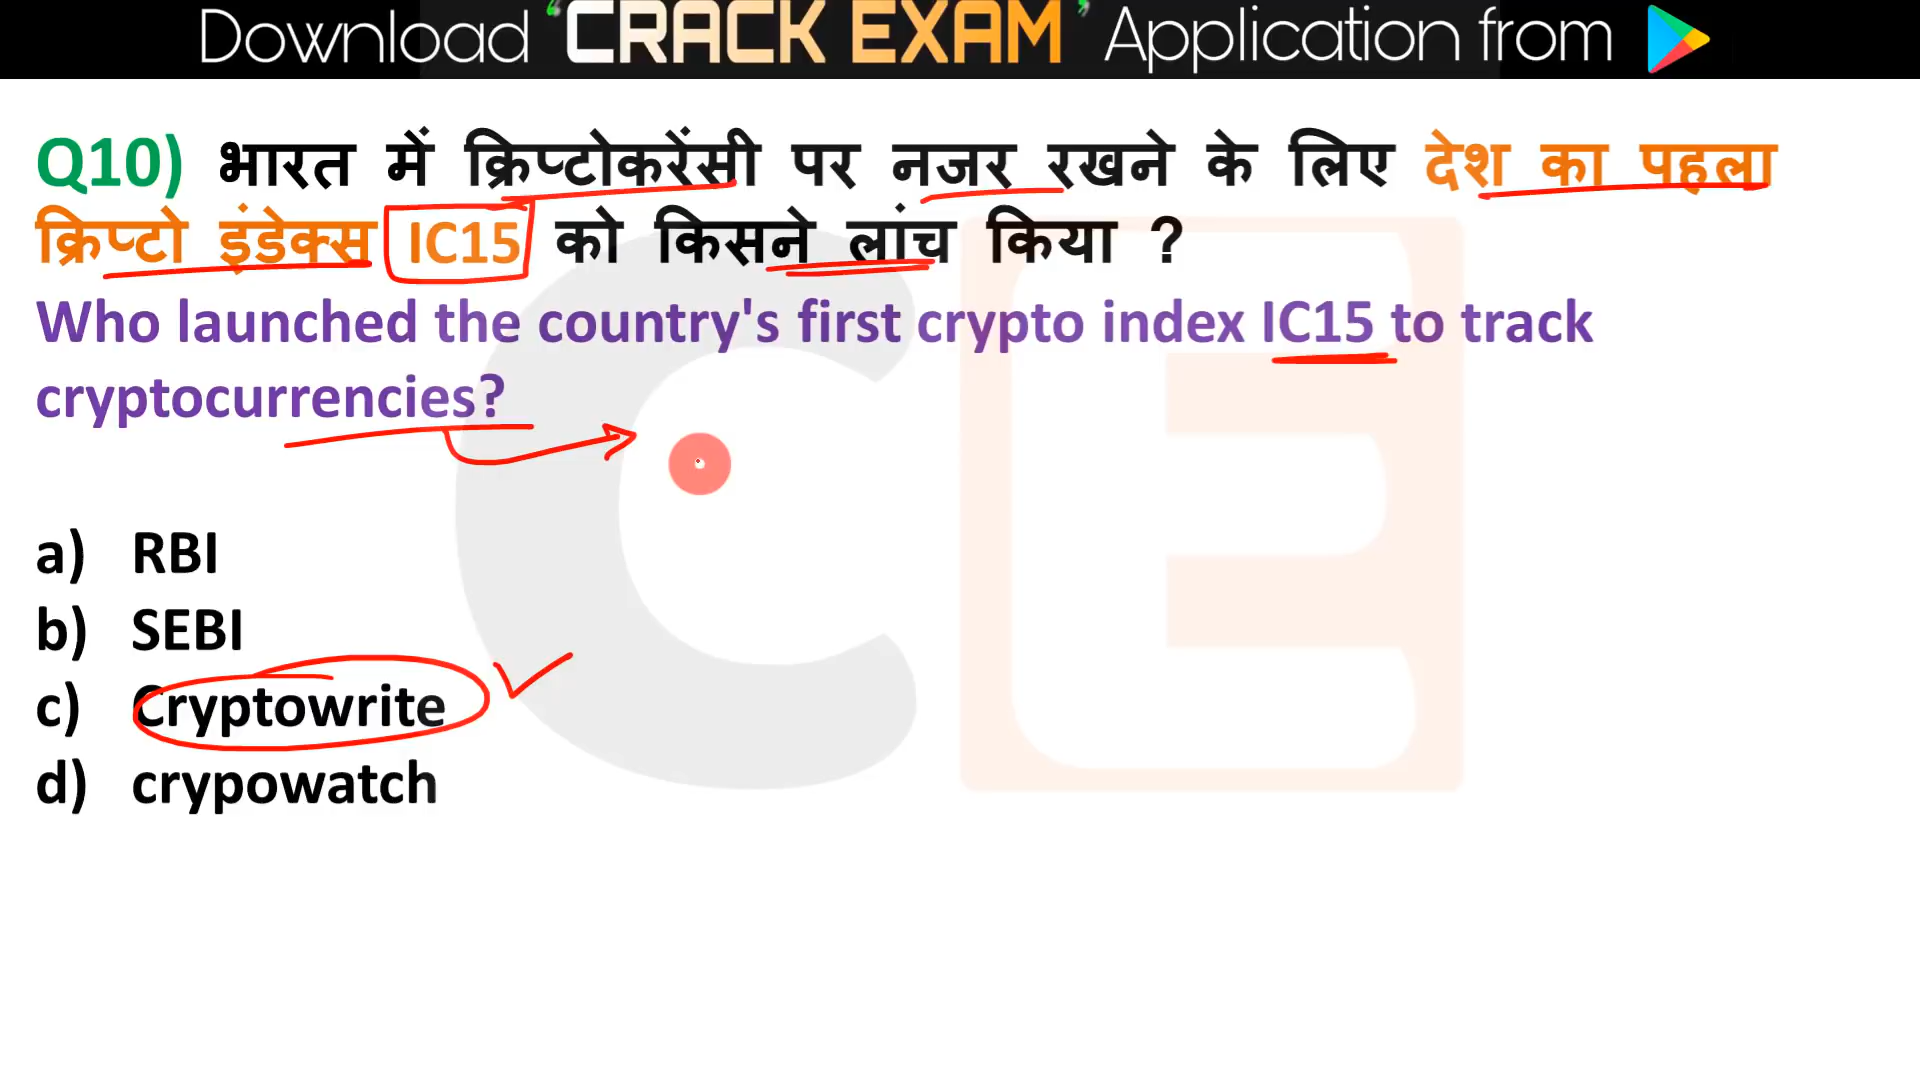 Download ‘CRACK EXAM’ Application from
Q10) भारत में क्रिप्टोकरेंसी पर नजर रखने के लिए देश का पहला
क्रिप्टो इंडेक्स IC15 को किसने लांच किया ?
Who launched the country's first crypto index IC15 to track
cryptocurrencies?
a) RBI
b) SEBI
c) Cryptowrite
d) crypowatch
CE